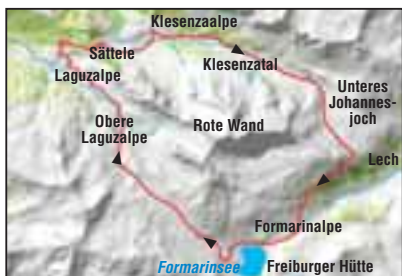 Klesenzaalpe
Sättele
Klesenzatal
Laguzalpe
Unteres
Johannes-
joch
Obere
Laguzalpe
Rote Wand
Lech
Formarinalpe
Formarinsee
Freiburger Hütte